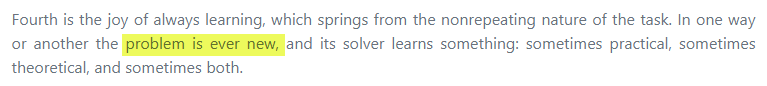 Fourth is the joy of always learning, which springs from the nonrepeating nature of the task. In one way
or another the problem is ever new, and its solver learns something: sometimes practical, sometimes
theoretical, and sometimes both.